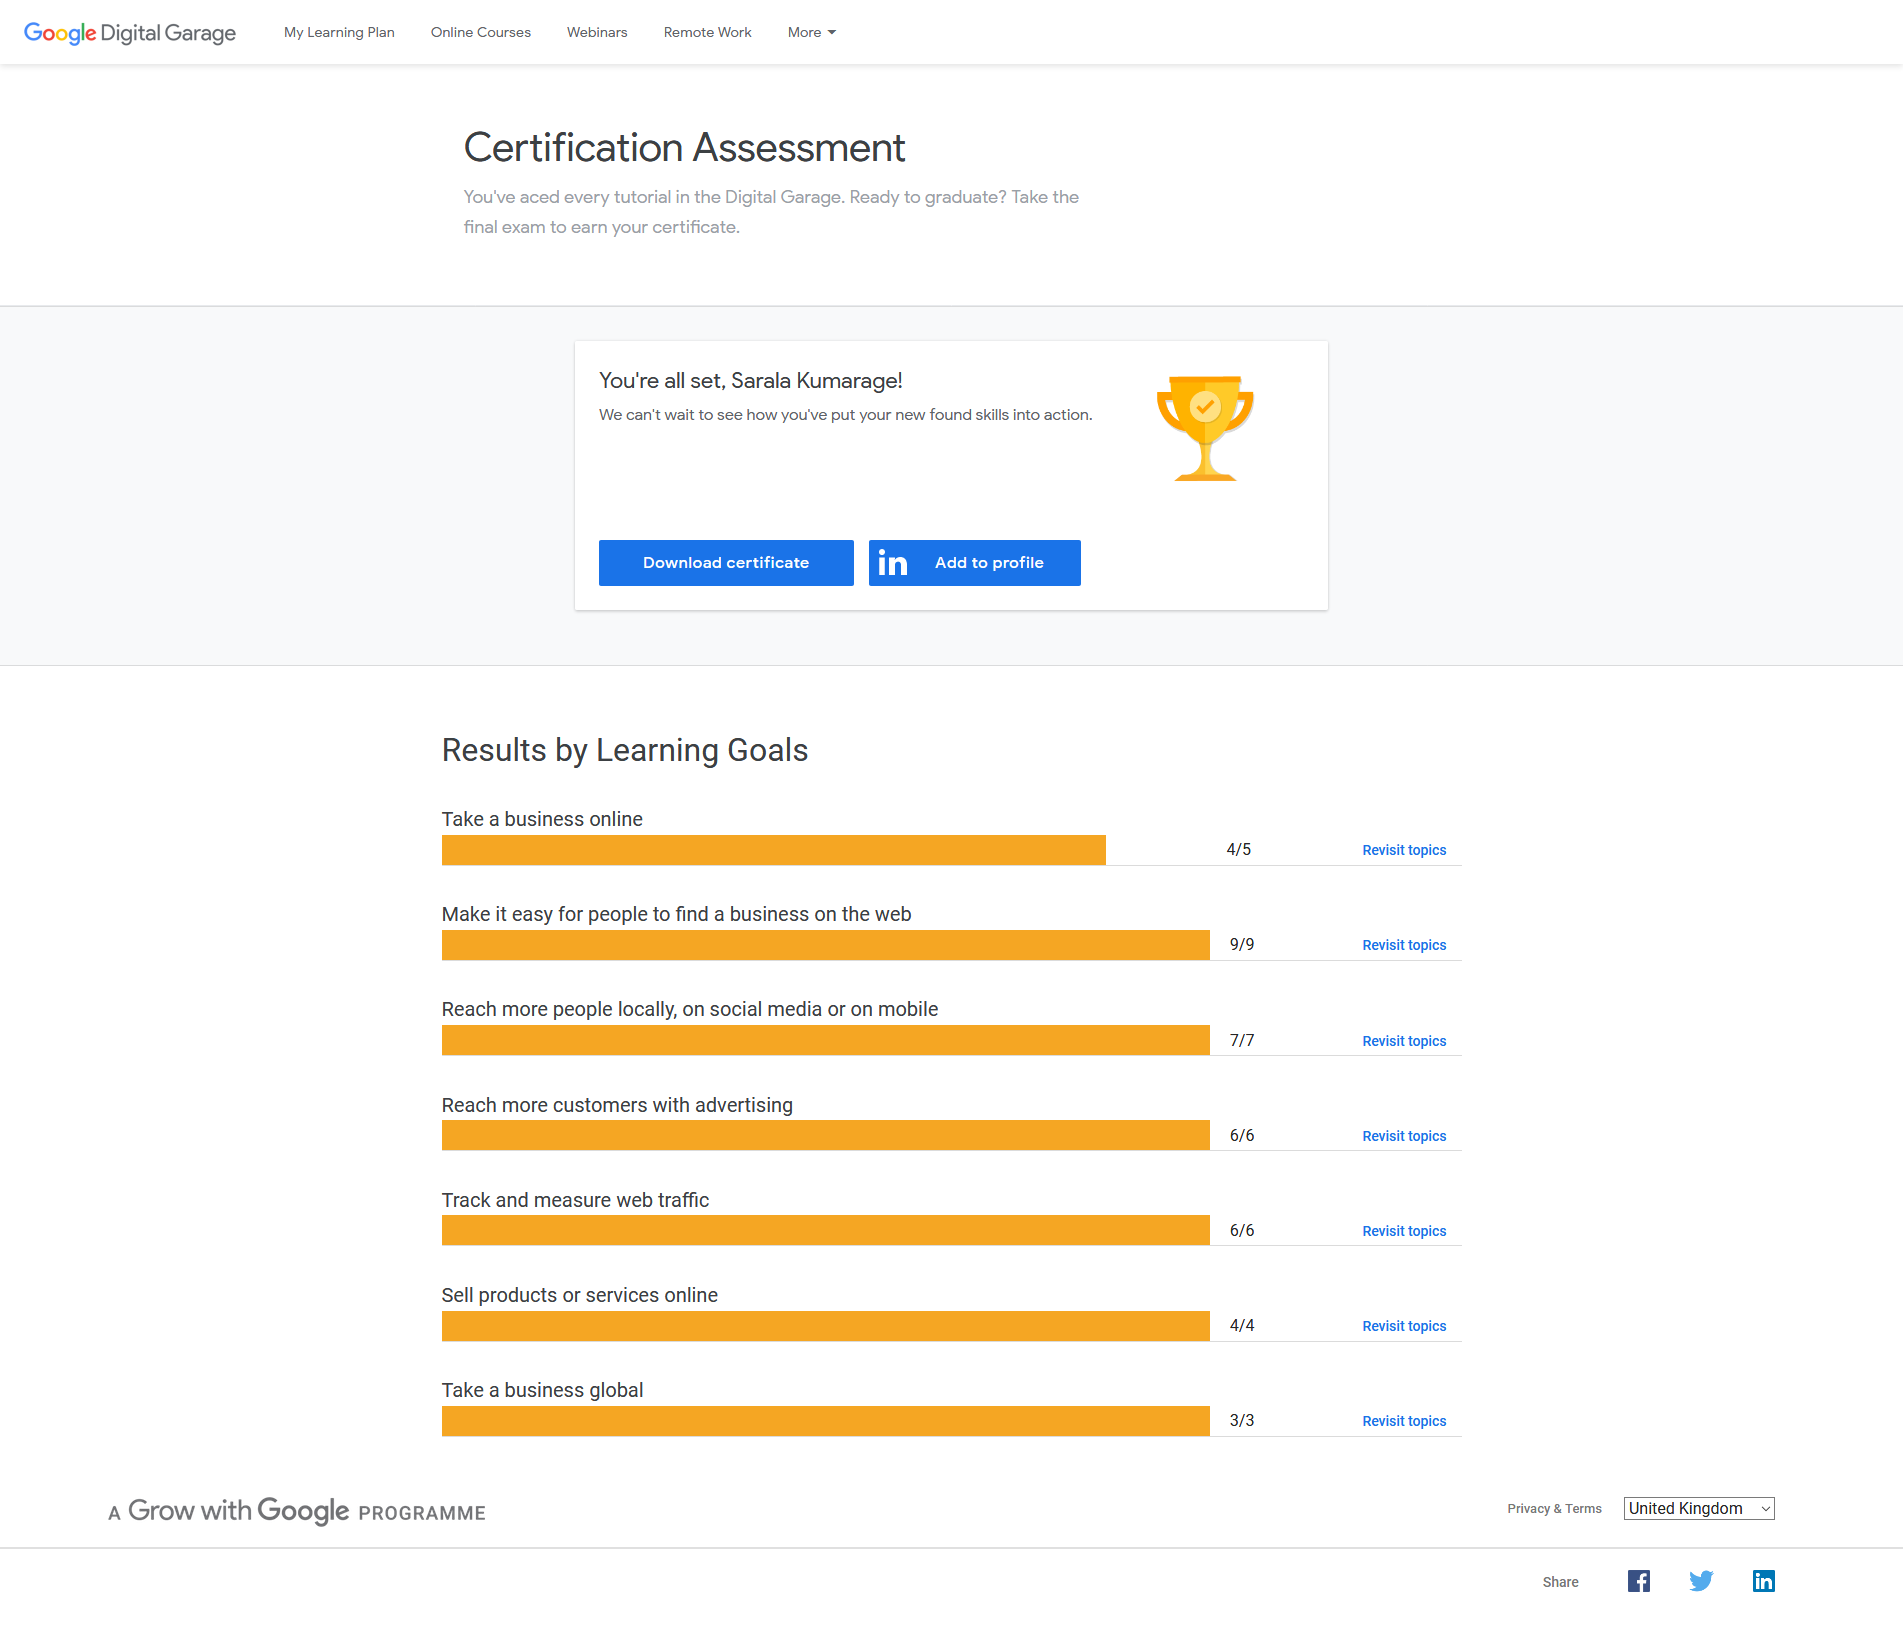 Google Digital Garage
My Learning Plan
Online Courses
Webinars
Remote Work
More
Certification Assessment
You've aced every tutorial in the Digital Garage. Ready to graduate? Take the
final exam to earn your certificate.
You're all set, Sarala Kumarage!
We can't wait to see how you've put your new found skills into action.
Download certificate
in Add to profile
Results by Learning Goals
Take a business online
4/5 Revisit topics
Make it easy for people to find a business on the web
9/9 Revisit topics
Reach more people locally, on social media or on mobile
7/7 Revisit topics
Reach more customers with advertising
6/6 Revisit topics
Track and measure web traffic
6/6 Revisit topics
Sell products or services online
4/4 Revisit topics
Take a business global
3/3 Revisit topics
A Grow with Google PROGRAMME
Privacy & Terms
United Kingdom
Share